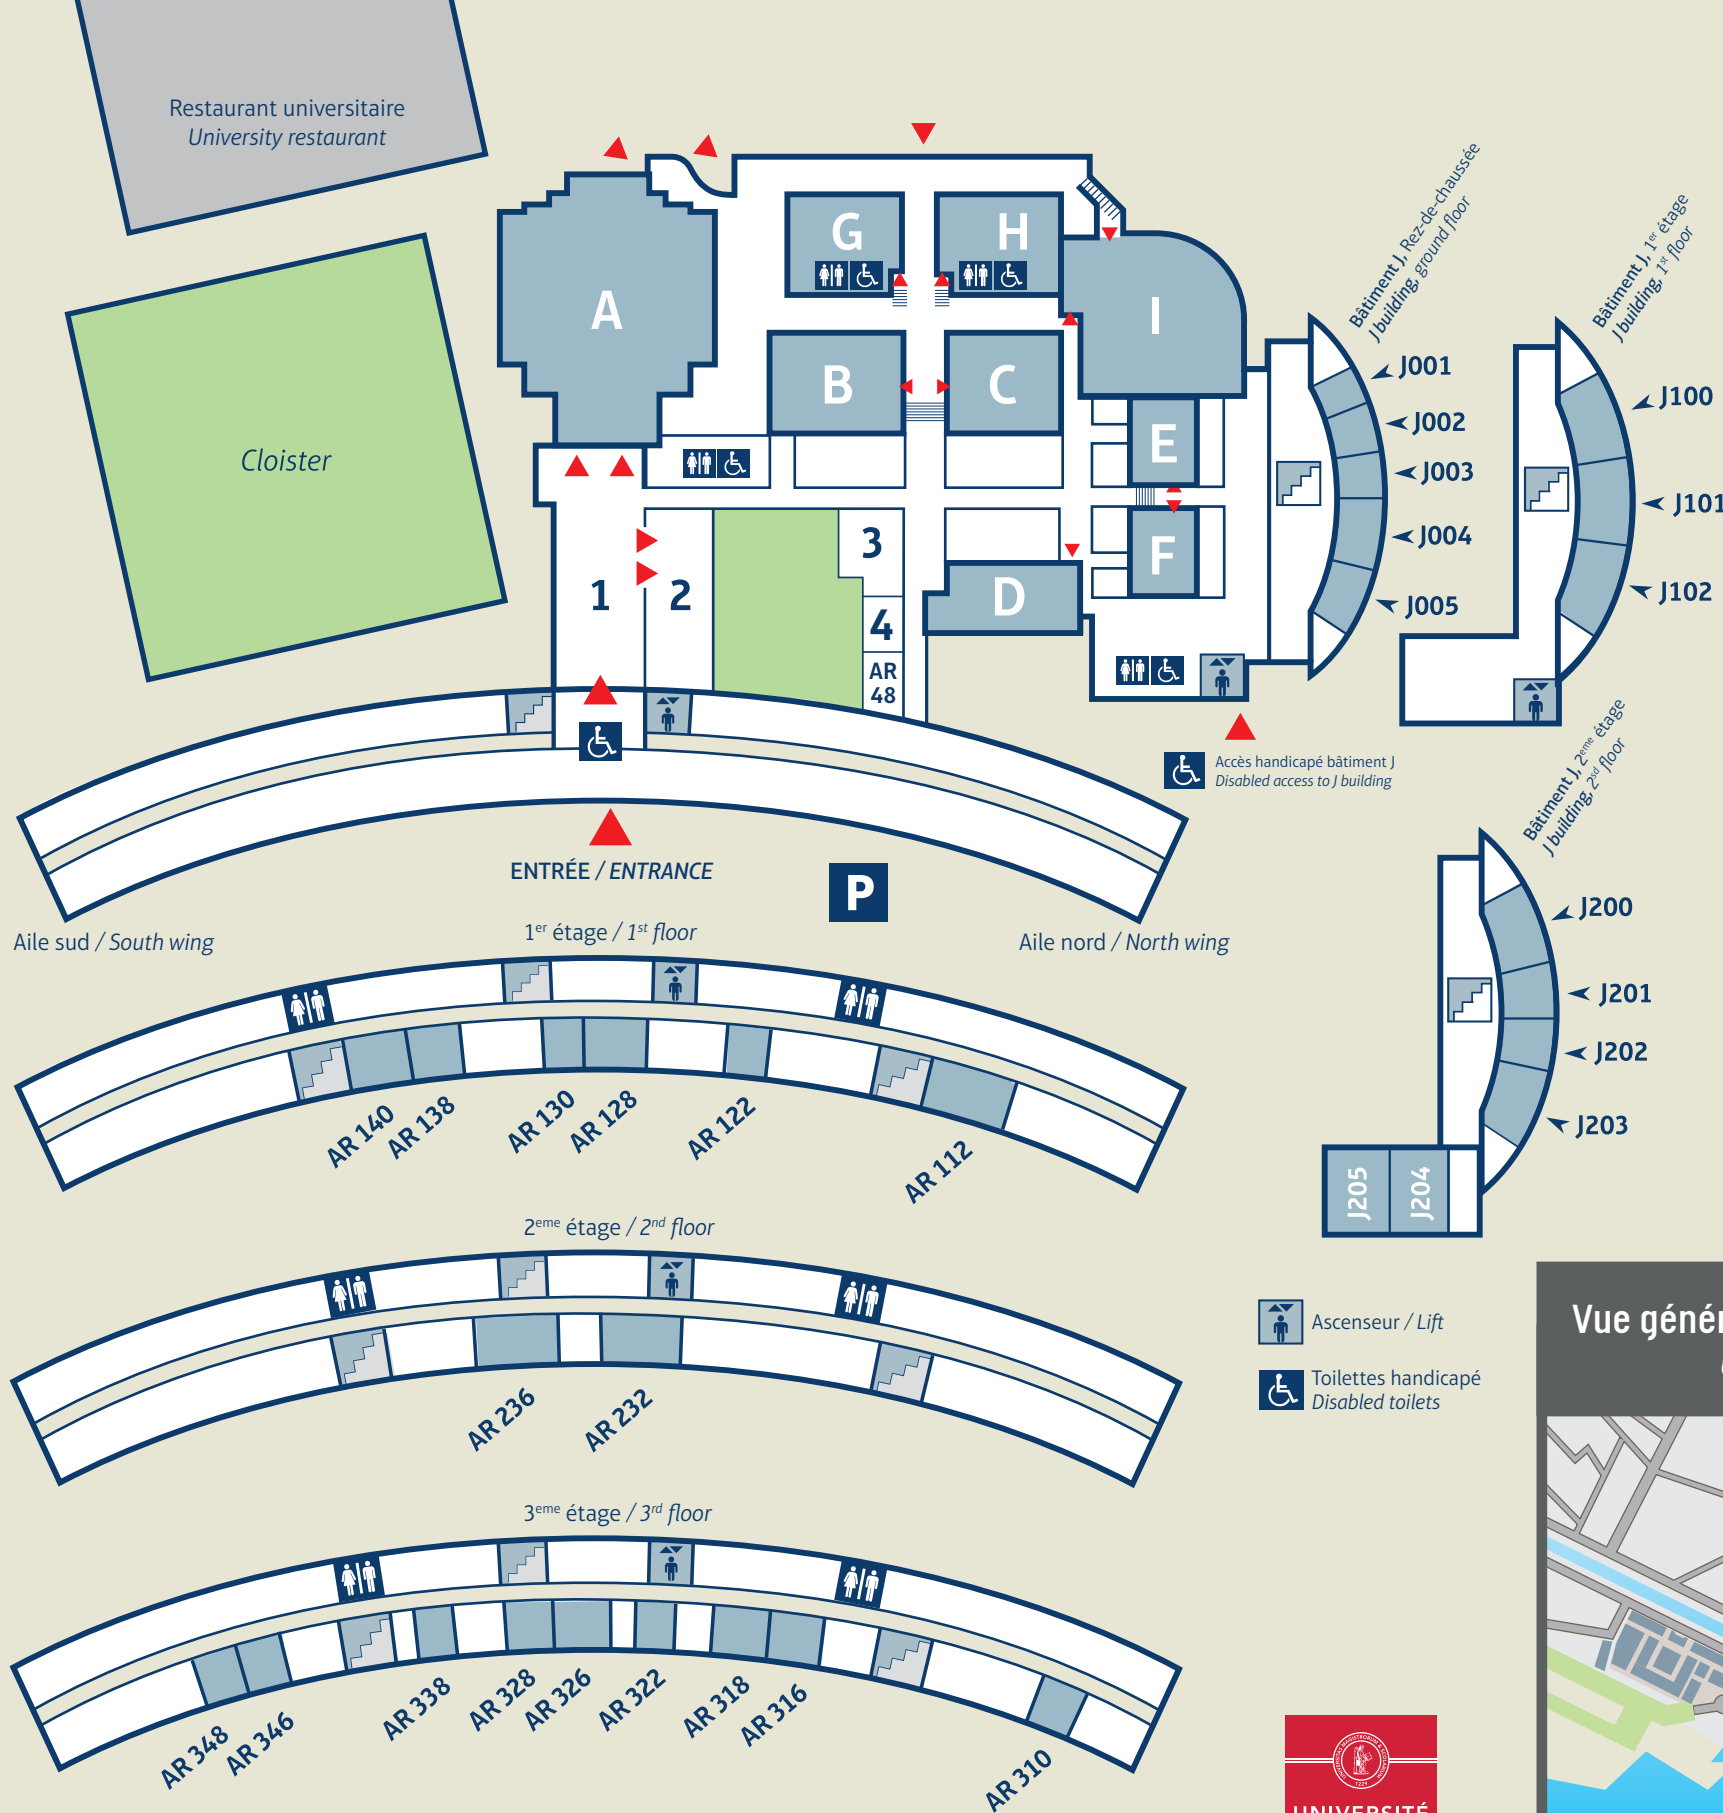 Restaurant universitaire
University restaurant
Cloister
A
G
H
I
B
C
E
F
D
1
2
3
4
AR
48
Bâtiment J, Rez-de-chaussée
J building, ground floor
J001
J002
J003
J004
J005
Bâtiment J, 1er étage
J building, 1st floor
J100
J101
J102
Accès handicapé bâtiment J
Disabled access to J building
ENTRÉE / ENTRANCE
P
Aile sud / South wing
Aile nord / North wing
Bâtiment J, 2eme étage
J building, 2sd floor
J200
J201
J202
J203
J205
J204
1er étage / 1st floor
AR 140
AR 138
AR 130
AR 128
AR 122
AR 112
2eme étage / 2nd floor
AR 236
AR 232
Ascenseur / Lift
Toilettes handicapé
Disabled toilets
3eme étage / 3rd floor
AR 348
AR 346
AR 338
AR 328
AR 326
AR 322
AR 318
AR 316
AR 310
Vue génér
UNIVERSITÉ